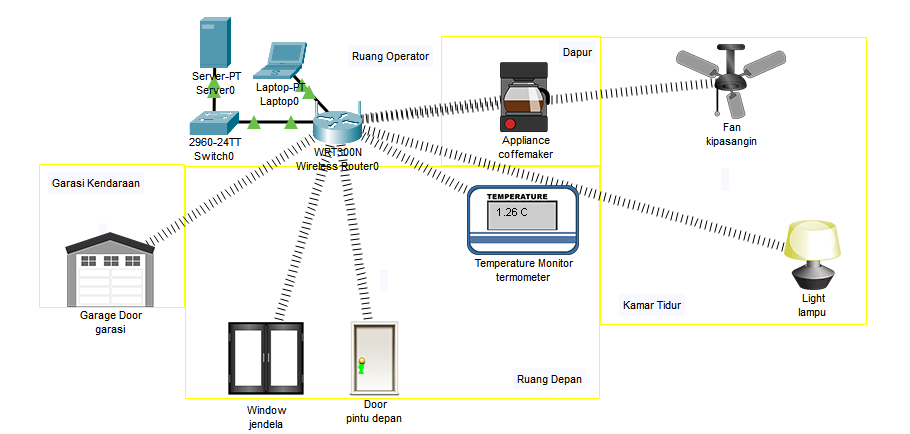 Ruang Operator
Dapur
Server-PT
Server0
Laptop-PT
Laptop0
2960-24TT
Switch0
WRT300N
Wireless Router0
Appliance
coffemaker
Fan
kipasangin
Garasi Kendaraan
Garage Door
garasi
TEMPERATURE
1.26 C
Temperature Monitor
termometer
Light
lampu
Kamar Tidur
Ruang Depan
Window
jendela
Door
pintu depan